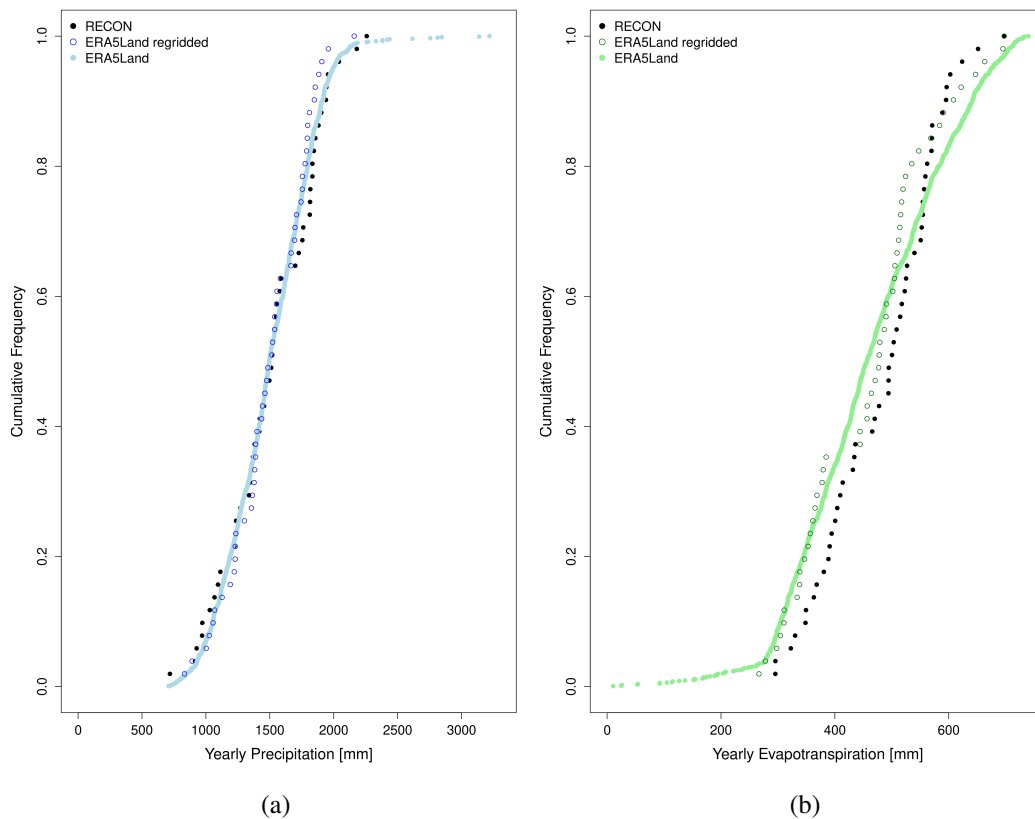 RECON
ERA5Land regridded
ERA5Land
1.0
0.8
0.6
0.4
0.2
0.0
Cumulative Frequency
0 500 1000 1500 2000 2500 3000
Yearly Precipitation [mm]
(a)
RECON
ERA5Land regridded
ERA5Land
1.0
0.8
0.6
0.4
0.2
0.0
Cumulative Frequency
0 200 400 600
Yearly Evapotranspiration [mm]
(b)